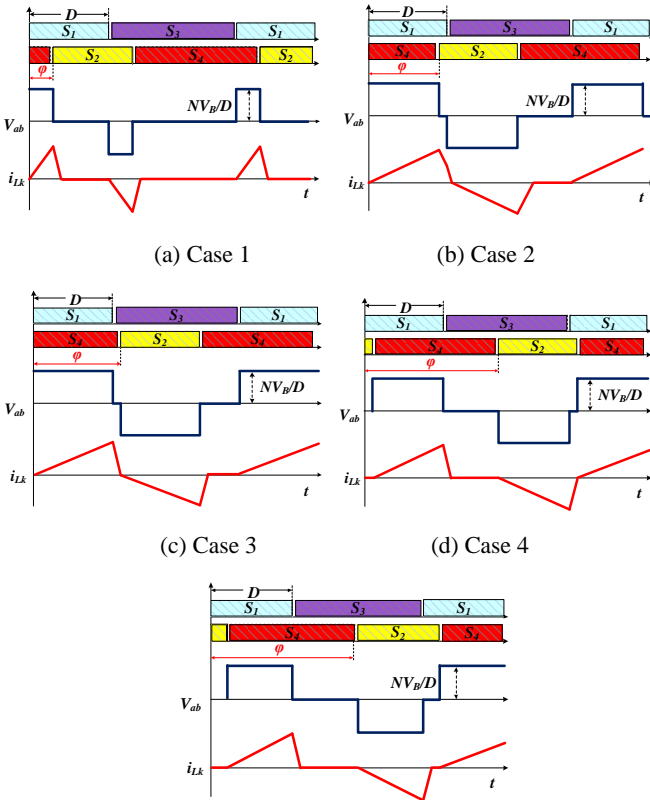 D
S1 S3 S1
S4 S2 S4 S2
φ
NVB/D
Vab
iLk
t
(a) Case 1
D
S1 S3 S1
S4 S2 S4
φ
NVB/D
Vab
iLk
t
(b) Case 2
D
S1 S3 S1
S4 S2 S4
φ
NVB/D
Vab
iLk
t
(c) Case 3
D
S1 S3 S1
S4 S2 S4
φ
NVB/D
Vab
iLk
t
(d) Case 4
D
S1 S3 S1
S4 S2 S4
φ
NVB/D
Vab
iLk
t